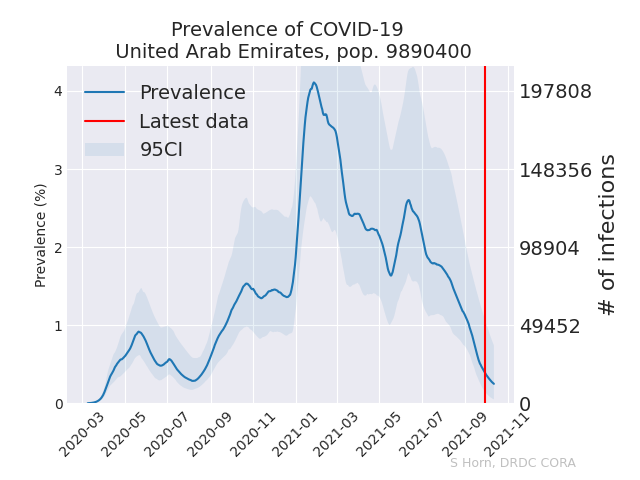 Prevalence of COVID-19
United Arab Emirates, pop. 9890400
Prevalence
Latest data
95CI
Prevalence (%)
4
3
2
1
0
197808
148356
98904
49452
0
# of infections
2020-03
2020-05
2020-07
2020-09
2020-11
2021-01
2021-03
2021-05
2021-07
2021-09
2021-11
S Horn, DRDC CORA